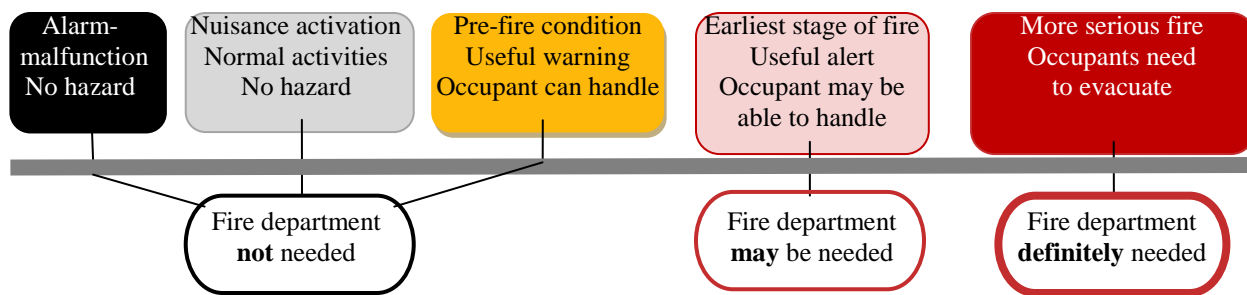 Alarm-
malfunction
No hazard
Nuisance activation
Normal activities
No hazard
Pre-fire condition
Useful warning
Occupant can handle
Earliest stage of fire
Useful alert
Occupant may be
able to handle
More serious fire
Occupants need
to evacuate
Fire department
not needed
Fire department
may be needed
Fire department
definitely needed